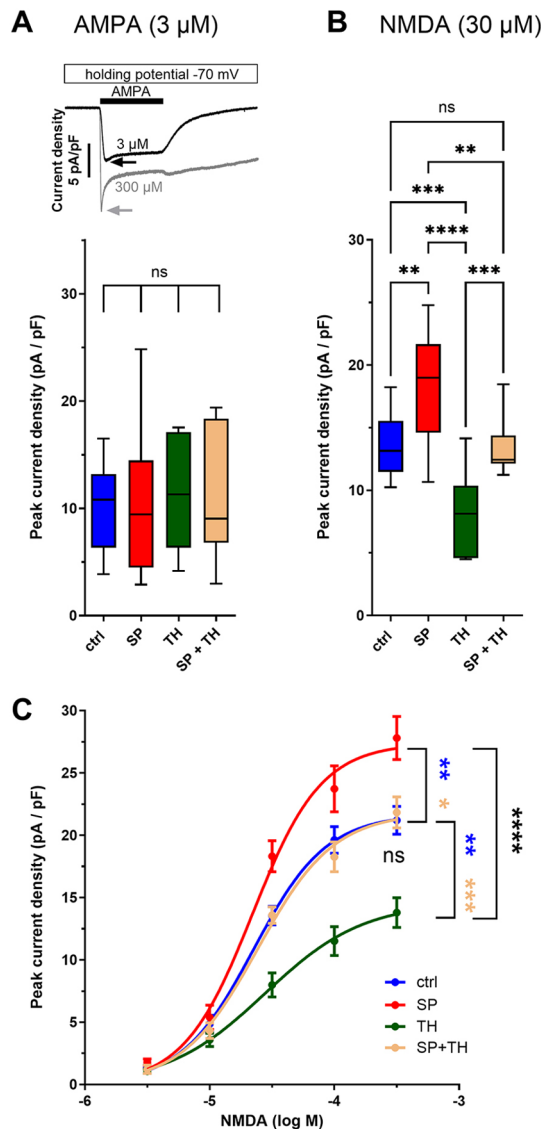 A
AMPA (3 µM)
holding potential -70 mV
AMPA
Current density
5 pA/pF
3 µM
300 µM
ns
Peak current density (pA / pF)
30
20
10
0
ctrl
SP
TH
SP + TH
B
NMDA (30 µM)
ns
**
***
****
**
***
Peak current density (pA / pF)
30
20
10
0
ctrl
SP
TH
SP + TH
C
Peak current density (pA / pF)
30
25
20
15
10
5
0
-6
-5
-4
-3
NMDA (log M)
**
*
ns
**
***
****
ctrl
SP
TH
SP+TH